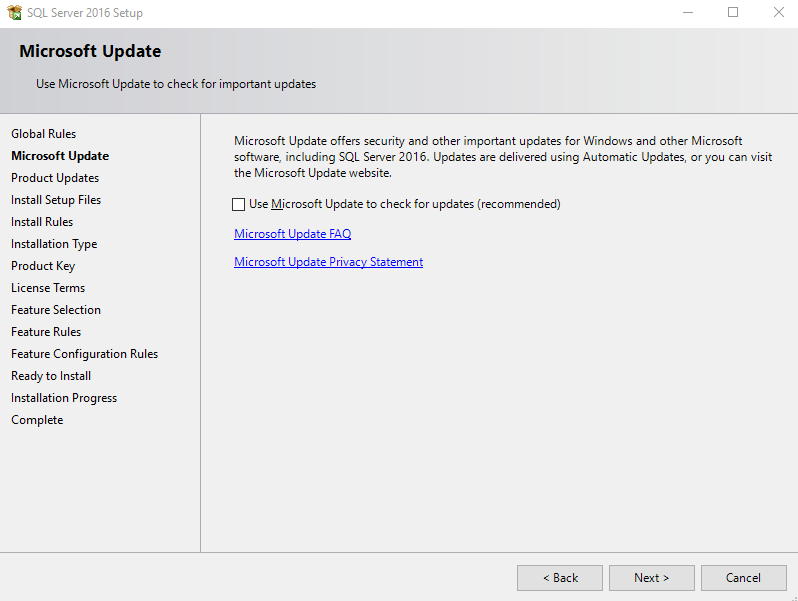 SQL Server 2016 Setup
Microsoft Update
Use Microsoft Update to check for important updates
Global Rules
Microsoft Update
Product Updates
Install Setup Files
Install Rules
Installation Type
Product Key
License Terms
Feature Selection
Feature Rules
Feature Configuration Rules
Ready to Install
Installation Progress
Complete
Microsoft Update offers security and other important updates for Windows and other Microsoft
software, including SQL Server 2016. Updates are delivered using Automatic Updates, or you can visit
the Microsoft Update website.
Use Microsoft Update to check for updates (recommended)
Microsoft Update FAQ
Microsoft Update Privacy Statement
< Back
Next >
Cancel